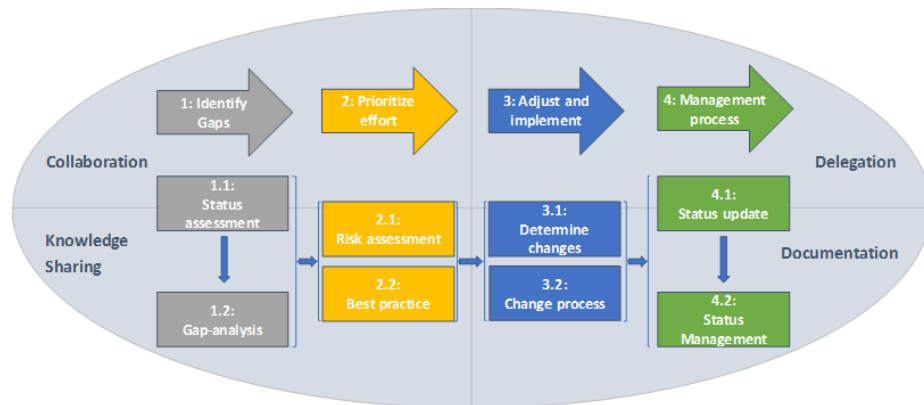 1: Identify
Gaps
2: Prioritize
effort
3: Adjust and
implement
4: Management
process
Collaboration
Delegation
1.1:
Status
assessment
2.1:
Risk assessment
3.1:
Determine
changes
4.1:
Status update
Knowledge
Sharing
Documentation
1.2:
Gap-analysis
2.2:
Best practice
3.2:
Change process
4.2:
Status
Management